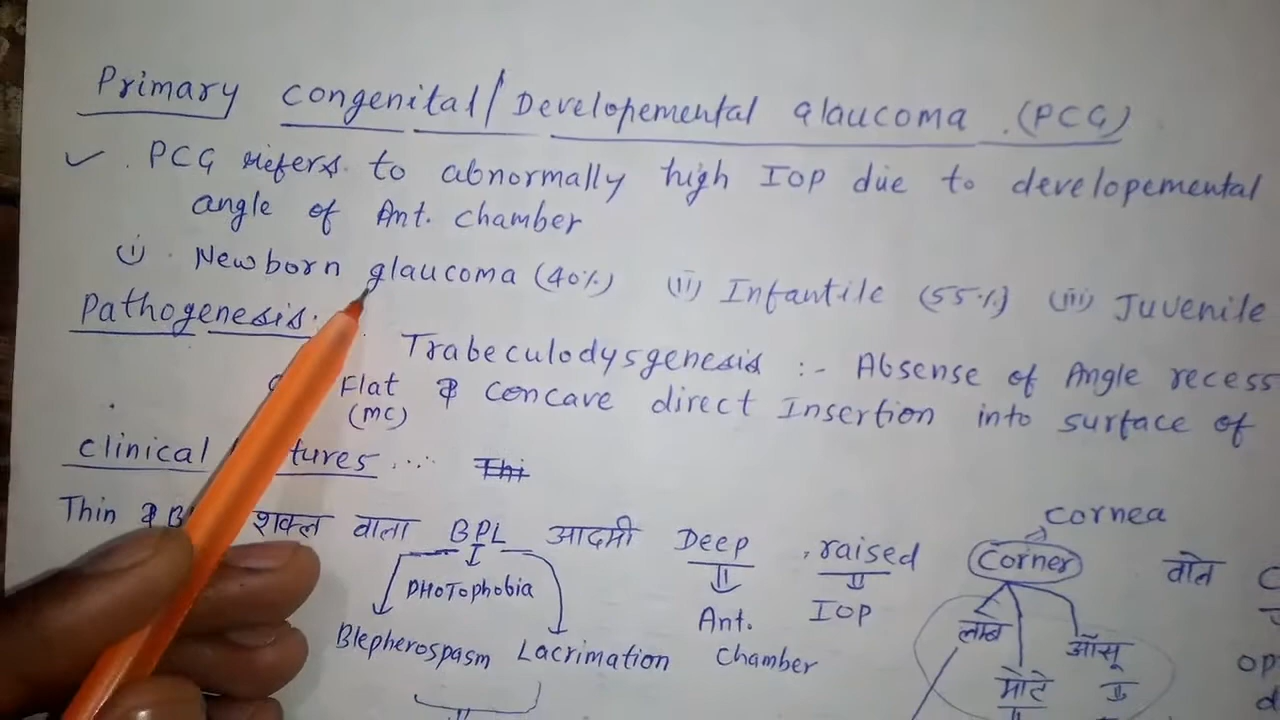 Primary Congenital/Developemental Glaucoma (PCG)
PCG refers to abnormally high IOP due to developemental
angle of Ant. chamber
(i) Newborn glaucoma (40%) (ii) Infantile (55%) (iii) Juvenile
Pathogenesis
Trabeculodysgenesis :- Absense of Angle recess
Flat & Concave direct Insertion into surface of
(MC)
clinical
Thin & शक्ल वाला BPL आदमी Deep , raised Corner वोल
Cornea
PHOTophobia
Blepherospasm Lacrimation Ant. chamber IOP
लम्बे मोटे आँसू